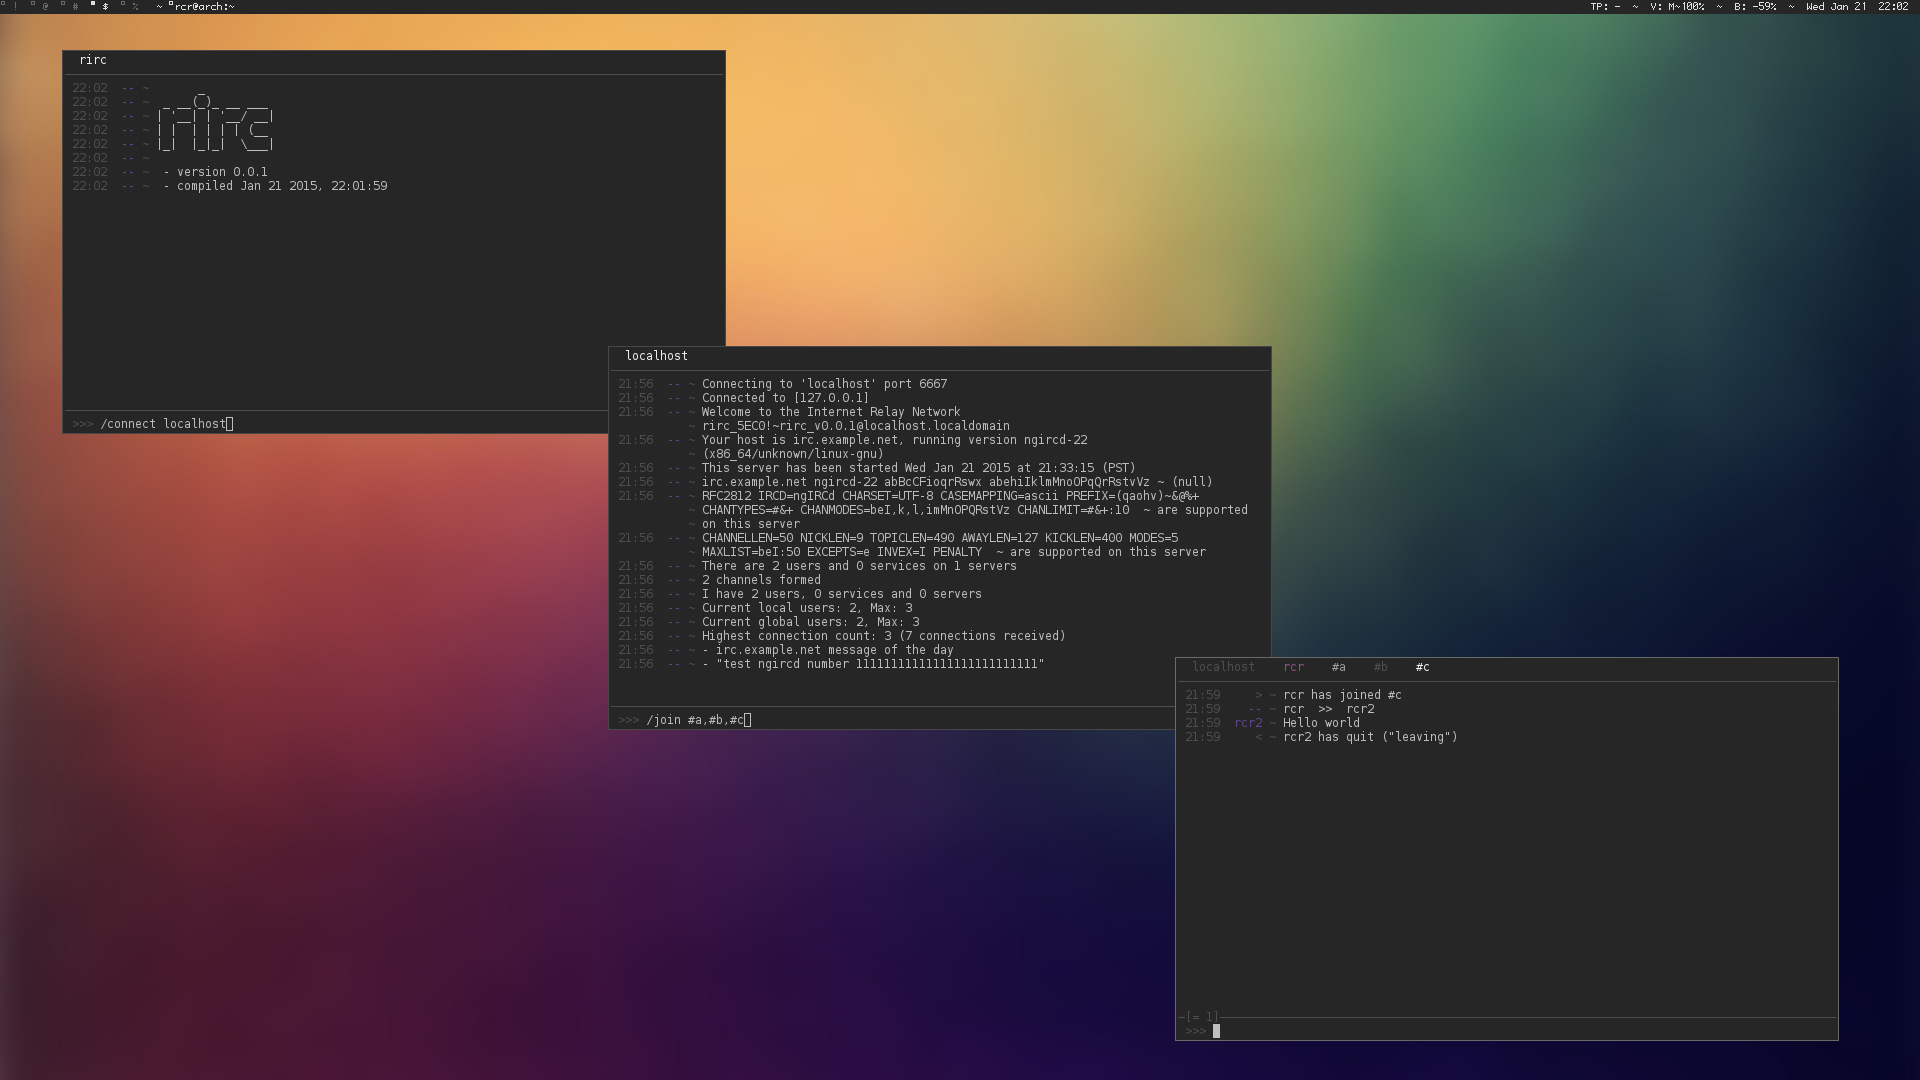 ! @ # $ % ~ rcr@arch:~ TP: - ~ V: M~100% ~ B: -59% ~ Wed Jan 21 22:02
rirc
22:02 -- ~ _
22:02 -- ~ _ __(_)_ __ ___
22:02 -- ~ | '__| | '__/ __|
22:02 -- ~ | |  | | | | (__
22:02 -- ~ |_|  |_|_|  \___|
22:02 -- ~
22:02 -- ~ - version 0.0.1
22:02 -- ~ - compiled Jan 21 2015, 22:01:59
>>> /connect localhost
localhost
21:56 -- ~ Connecting to 'localhost' port 6667
21:56 -- ~ Connected to [127.0.0.1]
21:56 -- ~ Welcome to the Internet Relay Network
~ rirc_5EC0!~rirc_v0.0.1@localhost.localdomain
21:56 -- ~ Your host is irc.example.net, running version ngircd-22
~ (x86_64/unknown/linux-gnu)
21:56 -- ~ This server has been started Wed Jan 21 2015 at 21:33:15 (PST)
21:56 -- ~ irc.example.net ngircd-22 abBcCFioqrRswx abehiIklmMnoOPqQrRstvVz ~ (null)
21:56 -- ~ RFC2812 IRCD=ngIRCd CHARSET=UTF-8 CASEMAPPING=ascii PREFIX=(qaohv)~&@%+
~ CHANTYPES=#&+ CHANMODES=beI,k,l,imMnOPQRstVz CHANLIMIT=#&+:10 ~ are supported
~ on this server
21:56 -- ~ CHANNELLEN=50 NICKLEN=9 TOPICLEN=490 AWAYLEN=127 KICKLEN=400 MODES=5
~ MAXLIST=beI:50 EXCEPTS=e INVEX=I PENALTY ~ are supported on this server
21:56 -- ~ There are 2 users and 0 services on 1 servers
21:56 -- ~ 2 channels formed
21:56 -- ~ I have 2 users, 0 services and 0 servers
21:56 -- ~ Current local users: 2, Max: 3
21:56 -- ~ Current global users: 2, Max: 3
21:56 -- ~ Highest connection count: 3 (7 connections received)
21:56 -- ~ - irc.example.net message of the day
21:56 -- ~ - "test ngircd number 11111111111111111111111111"
>>> /join #a,#b,#c
localhost rcr #a #b #c
21:59 > ~ rcr has joined #c
21:59 -- ~ rcr >> rcr2
21:59 rcr2 ~ Hello world
21:59 < ~ rcr2 has quit ("leaving")
-[= 1]
>>>